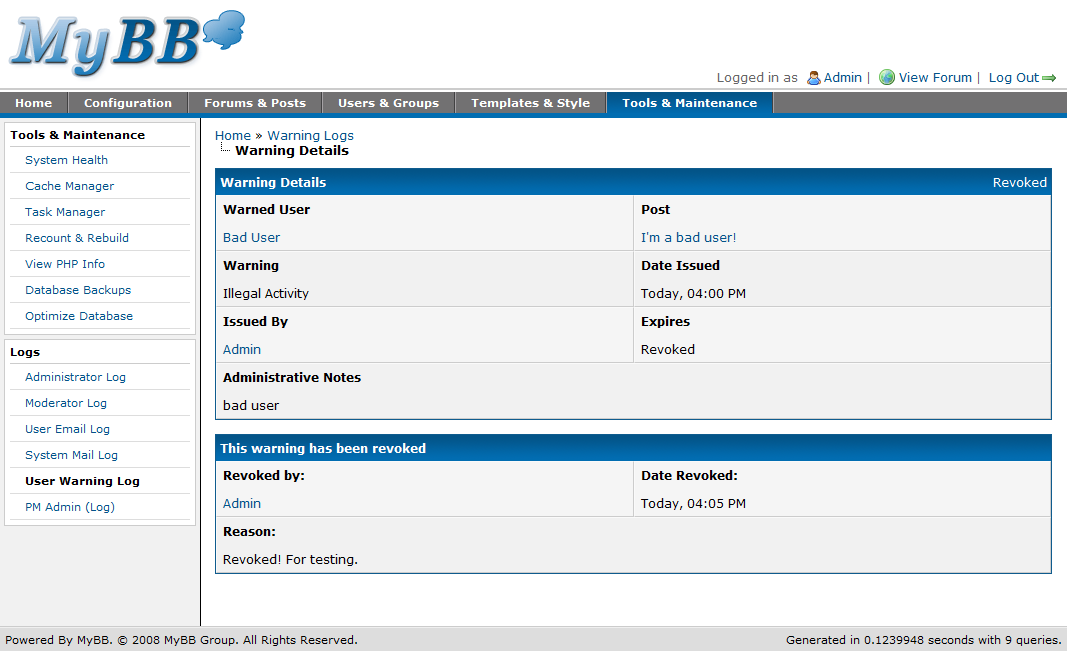 MyBB
Logged in as Admin | View Forum | Log Out
Home Configuration Forums & Posts Users & Groups Templates & Style Tools & Maintenance
Tools & Maintenance
System Health
Cache Manager
Task Manager
Recount & Rebuild
View PHP Info
Database Backups
Optimize Database
Logs
Administrator Log
Moderator Log
User Email Log
System Mail Log
User Warning Log
PM Admin (Log)
Home » Warning Logs
Warning Details
Warning Details Revoked
Warned User Post
Bad User I'm a bad user!
Warning Date Issued
Illegal Activity Today, 04:00 PM
Issued By Expires
Admin Revoked
Administrative Notes
bad user
This warning has been revoked
Revoked by: Date Revoked:
Admin Today, 04:05 PM
Reason:
Revoked! For testing.
Powered By MyBB. © 2008 MyBB Group. All Rights Reserved. Generated in 0.1239948 seconds with 9 queries.